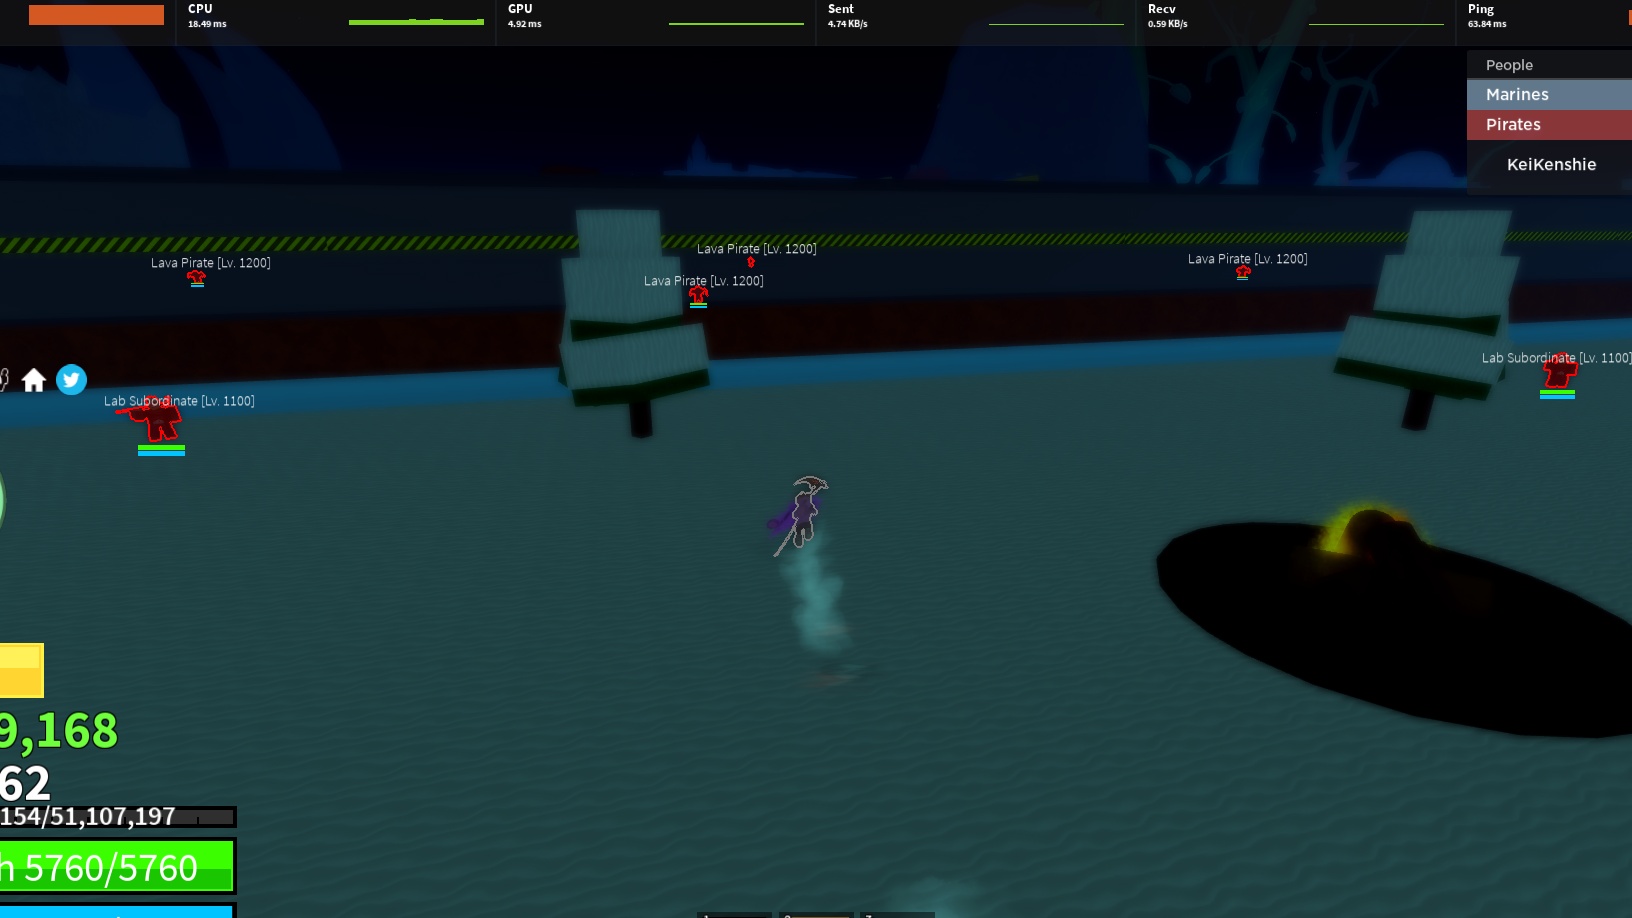 CPU
18.49 ms
GPU
4.92 ms
Sent
4.74 KB/s
Recv
0.59 KB/s
Ping
63.84 ms
People
Marines
Pirates
KeiKenshie
Lava Pirate [Lv. 1200]
Lava Pirate [Lv. 1200]
Lava Pirate [Lv. 1200]
Lava Pirate [Lv. 1200]
Lab Subordinate [Lv. 1100]
Lab Subordinate [Lv. 1100]
9,168
62
154/51,107,197
h 5760/5760